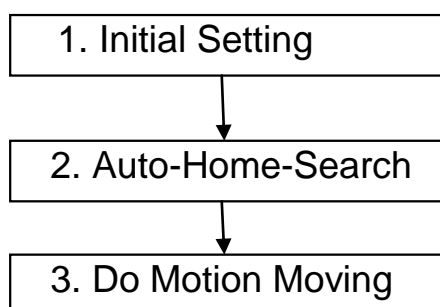 1. Initial Setting
2. Auto-Home-Search
3. Do Motion Moving